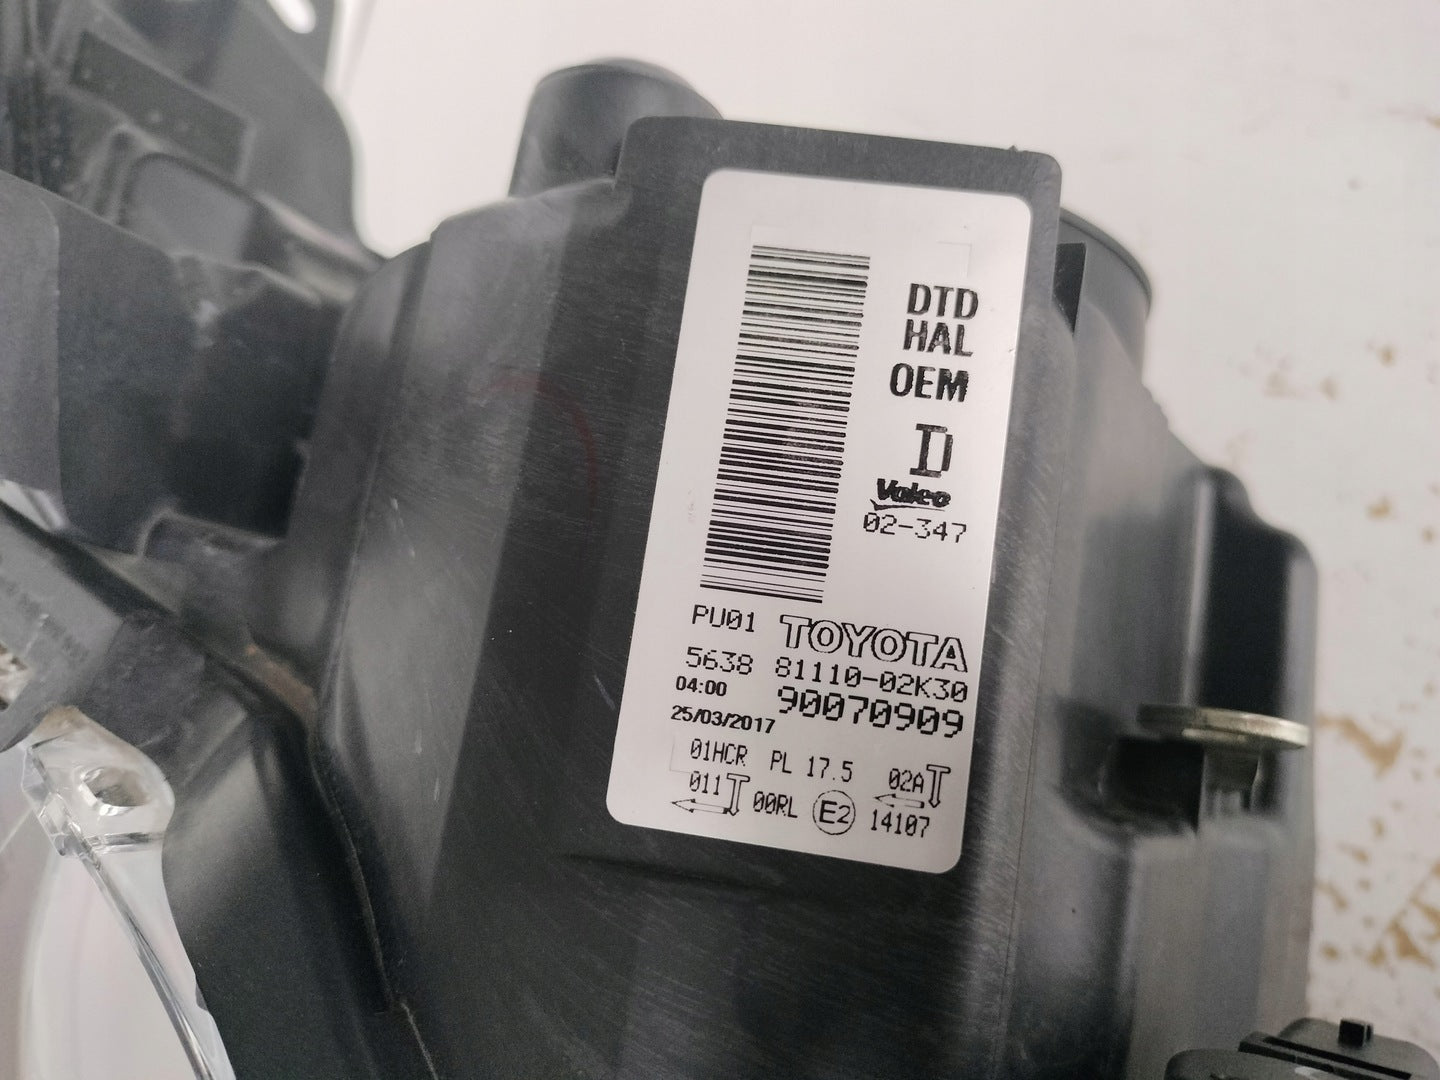 DTD
HAL
OEM
D
Valeo
02-347
PU01 TOYOTA
5638 81110-02K30
04:00 90070909
25/03/2017
01HCR PL 17.5 02A
011 00RL E2 14107